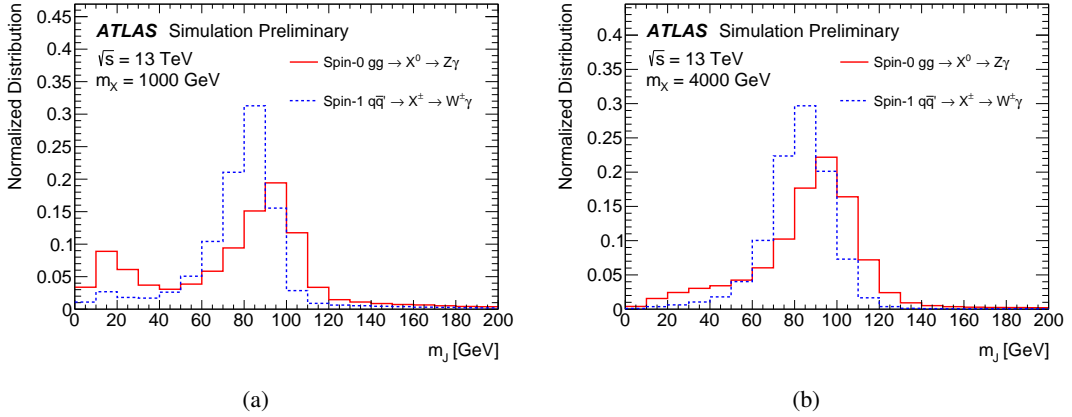 ATLAS Simulation Preliminary
√s = 13 TeV
m_X = 1000 GeV
Spin-0 gg → X⁰ → Zγ
Spin-1 qq̄' → X± → W±γ
Normalized Distribution
0.45
0.4
0.35
0.3
0.25
0.2
0.15
0.1
0.05
0
0 20 40 60 80 100 120 140 160 180 200
m_J [GeV]
(a)
ATLAS Simulation Preliminary
√s = 13 TeV
m_X = 4000 GeV
Spin-0 gg → X⁰ → Zγ
Spin-1 qq̄' → X± → W±γ
Normalized Distribution
0.4
0.35
0.3
0.25
0.2
0.15
0.1
0.05
0
0 20 40 60 80 100 120 140 160 180 200
m_J [GeV]
(b)